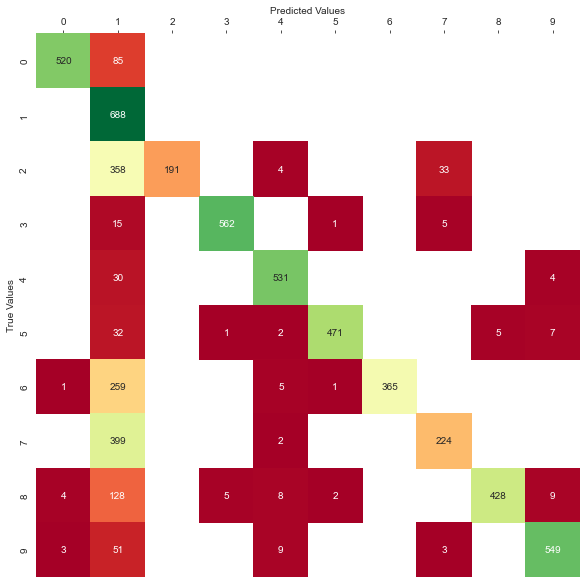 Predicted Values
0 1 2 3 4 5 6 7 8 9
0 520 85
1 688
2 358 191 4 33
3 15 562 1 5
4 30 531 4
True Values
5 32 1 2 471 5 7
6 1 259 5 1 365
7 399 2 224
8 4 128 5 8 2 428 9
9 3 51 9 3 549